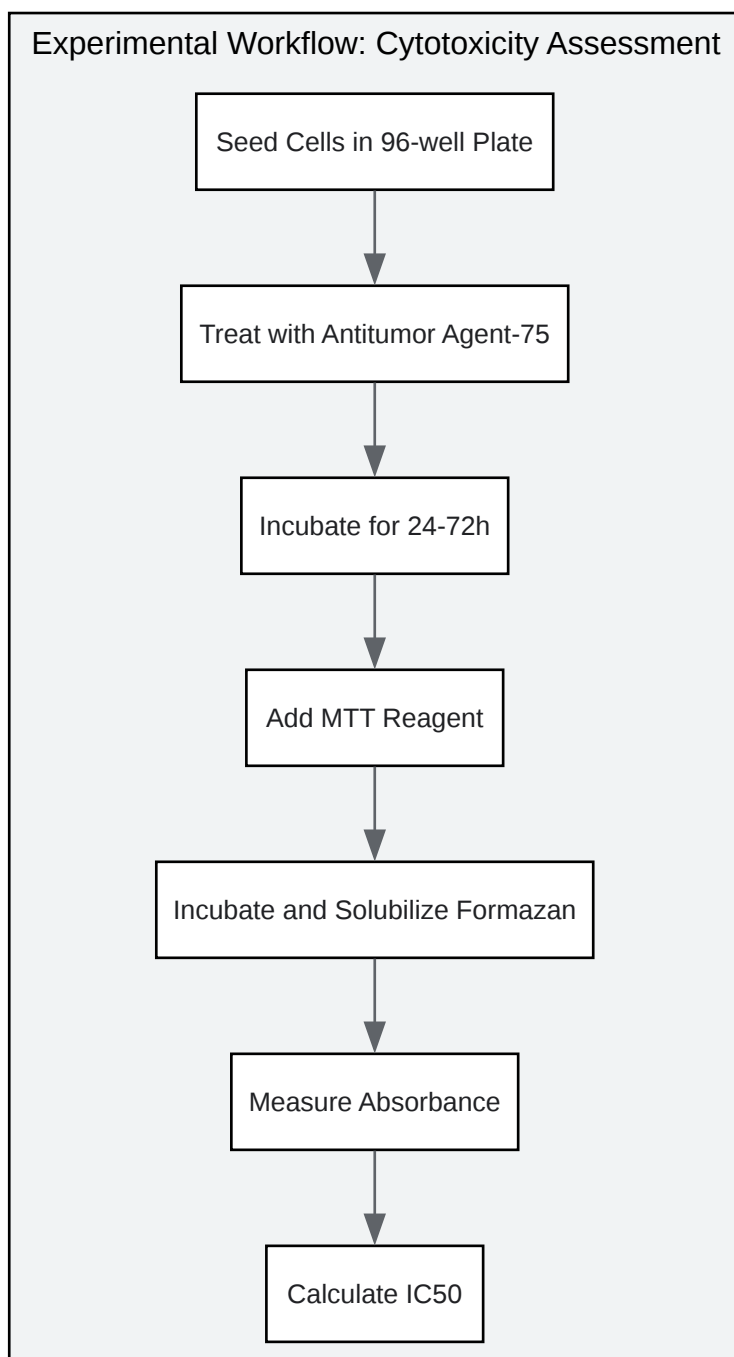 Experimental Workflow: Cytotoxicity Assessment
Seed Cells in 96-well Plate
Treat with Antitumor Agent-75
Incubate for 24-72h
Add MTT Reagent
Incubate and Solubilize Formazan
Measure Absorbance
Calculate IC50